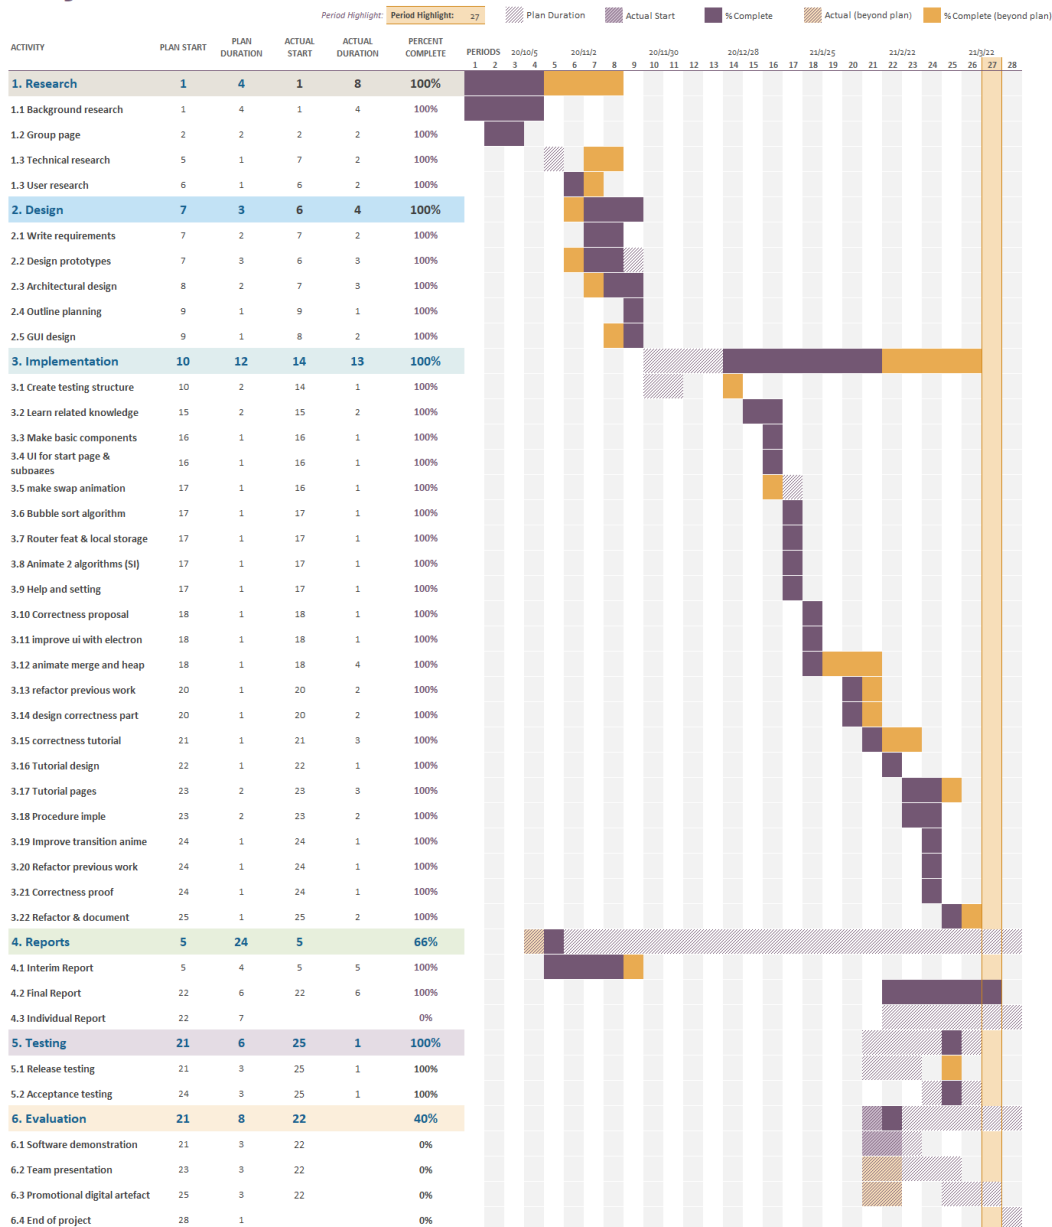 Period Highlight: Period Highlight: 27 Plan Duration Actual Start % Complete Actual (beyond plan) % Complete (beyond plan)
ACTIVITY PLAN START PLAN DURATION ACTUAL START ACTUAL DURATION PERCENT COMPLETE PERIODS 20/10/5 20/11/2 20/11/30 20/12/28 21/1/25 21/2/22 21/3/22
1 2 3 4 5 6 7 8 9 10 11 12 13 14 15 16 17 18 19 20 21 22 23 24 25 26 27 28
1. Research 1 4 1 8 100%
1.1 Background research 1 4 1 4 100%
1.2 Group page 2 2 2 2 100%
1.3 Technical research 5 1 7 2 100%
1.3 User research 6 1 6 2 100%
2. Design 7 3 6 4 100%
2.1 Write requirements 7 2 7 2 100%
2.2 Design prototypes 7 3 6 3 100%
2.3 Architectural design 8 2 7 3 100%
2.4 Outline planning 9 1 9 1 100%
2.5 GUI design 9 1 8 2 100%
3. Implementation 10 12 14 13 100%
3.1 Create testing structure 10 2 14 1 100%
3.2 Learn related knowledge 15 2 15 2 100%
3.3 Make basic components 16 1 16 1 100%
3.4 UI for start page & subpages 16 1 16 1 100%
3.5 make swap animation 17 1 16 1 100%
3.6 Bubble sort algorithm 17 1 17 1 100%
3.7 Router feat & local storage 17 1 17 1 100%
3.8 Animate 2 algorithms (SI) 17 1 17 1 100%
3.9 Help and setting 17 1 17 1 100%
3.10 Correctness proposal 18 1 18 1 100%
3.11 improve ui with electron 18 1 18 1 100%
3.12 animate merge and heap 18 1 18 4 100%
3.13 refactor previous work 20 1 20 2 100%
3.14 design correctness part 20 1 20 2 100%
3.15 correctness tutorial 21 1 21 3 100%
3.16 Tutorial design 22 1 22 1 100%
3.17 Tutorial pages 23 2 23 3 100%
3.18 Procedure imple 23 2 23 2 100%
3.19 Improve transition anime 24 1 24 1 100%
3.20 Refactor previous work 24 1 24 1 100%
3.21 Correctness proof 24 1 24 1 100%
3.22 Refactor & document 25 1 25 2 100%
4. Reports 5 24 5 66%
4.1 Interim Report 5 4 5 5 100%
4.2 Final Report 22 6 22 6 100%
4.3 Individual Report 22 7 0%
5. Testing 21 6 25 1 100%
5.1 Release testing 21 3 25 1 100%
5.2 Acceptance testing 24 3 25 1 100%
6. Evaluation 21 8 22 40%
6.1 Software demonstration 21 3 22 0%
6.2 Team presentation 23 3 22 0%
6.3 Promotional digital artefact 25 3 22 0%
6.4 End of project 28 1 0%